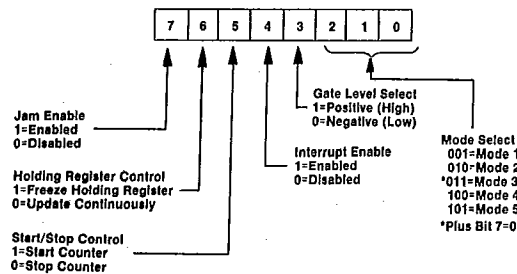 7 6 5 4 3 2 1 0
Gate Level Select
1=Positive (High)
0=Negative (Low)
Jam Enable
1=Enabled
0=Disabled
Interrupt Enable
1=Enabled
0=Disabled
Mode Select
001=Mode 1
010=Mode 2
*011=Mode 3
100=Mode 4
101=Mode 5
*Plus Bit 7=0
Holding Register Control
1=Freeze Holding Register
0=Update Continuously
Start/Stop Control
1=Start Counter
0=Stop Counter